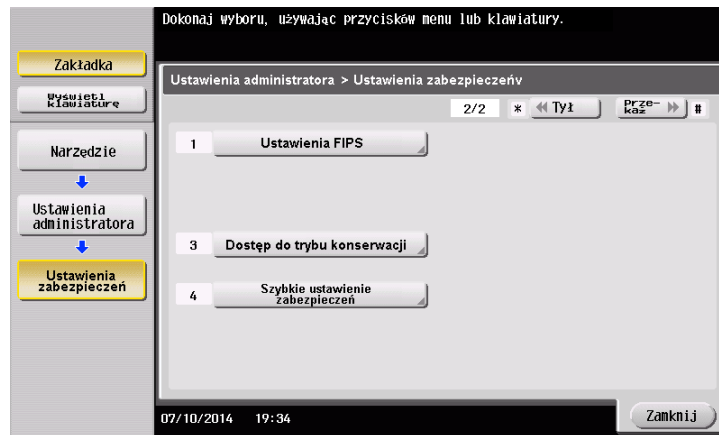 Dokonaj wyboru, używając przycisków menu lub klawiatury.
Zakładka
Wyświetl
klawiaturę
Narzędzie
Ustawienia
administratora
Ustawienia
zabezpieczeń
Ustawienia administratora > Ustawienia zabezpieczeńv
2/2 * Tył Prze-
każ #
1 Ustawienia FIPS
3 Dostęp do trybu konserwacji
4 Szybkie ustawienie
zabezpieczeń
07/10/2014 19:34
Zamknij